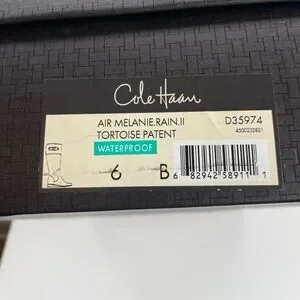 Cole Haan
AIR MELANIE.RAIN.II D35974
TORTOISE PATENT 4500232821
WATERPROOF
6 B
6 82942 58911 1